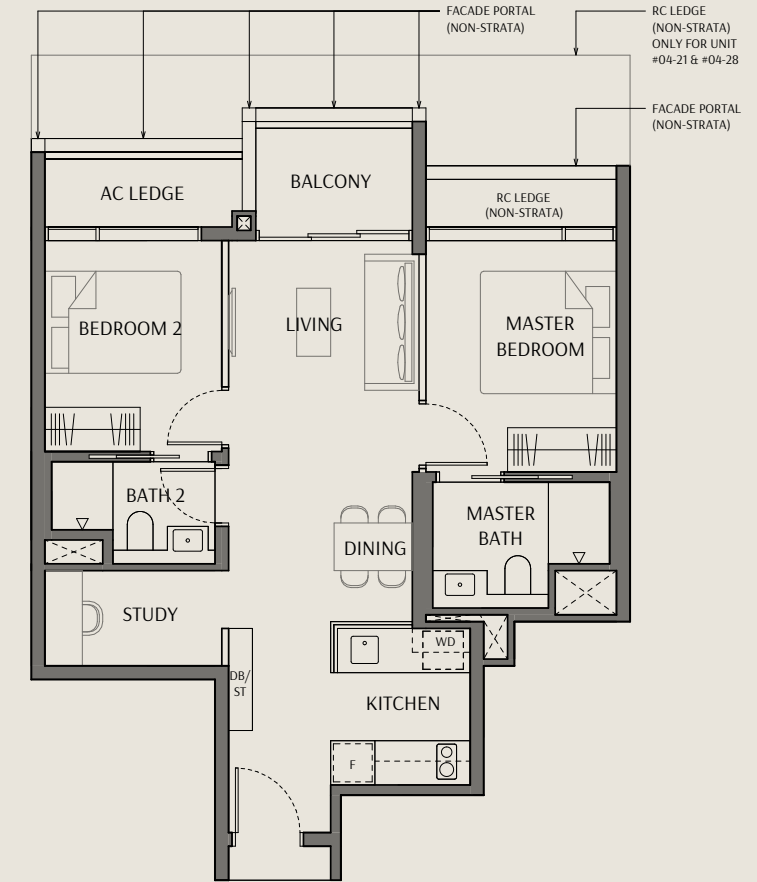 FACADE PORTAL
(NON-STRATA)
RC LEDGE
(NON-STRATA)
ONLY FOR UNIT
#04-21 & #04-28
FACADE PORTAL
(NON-STRATA)
AC LEDGE
BALCONY
RC LEDGE
(NON-STRATA)
BEDROOM 2
LIVING
MASTER
BEDROOM
BATH 2
MASTER
BATH
DINING
STUDY
WD
DB/
ST
KITCHEN
F